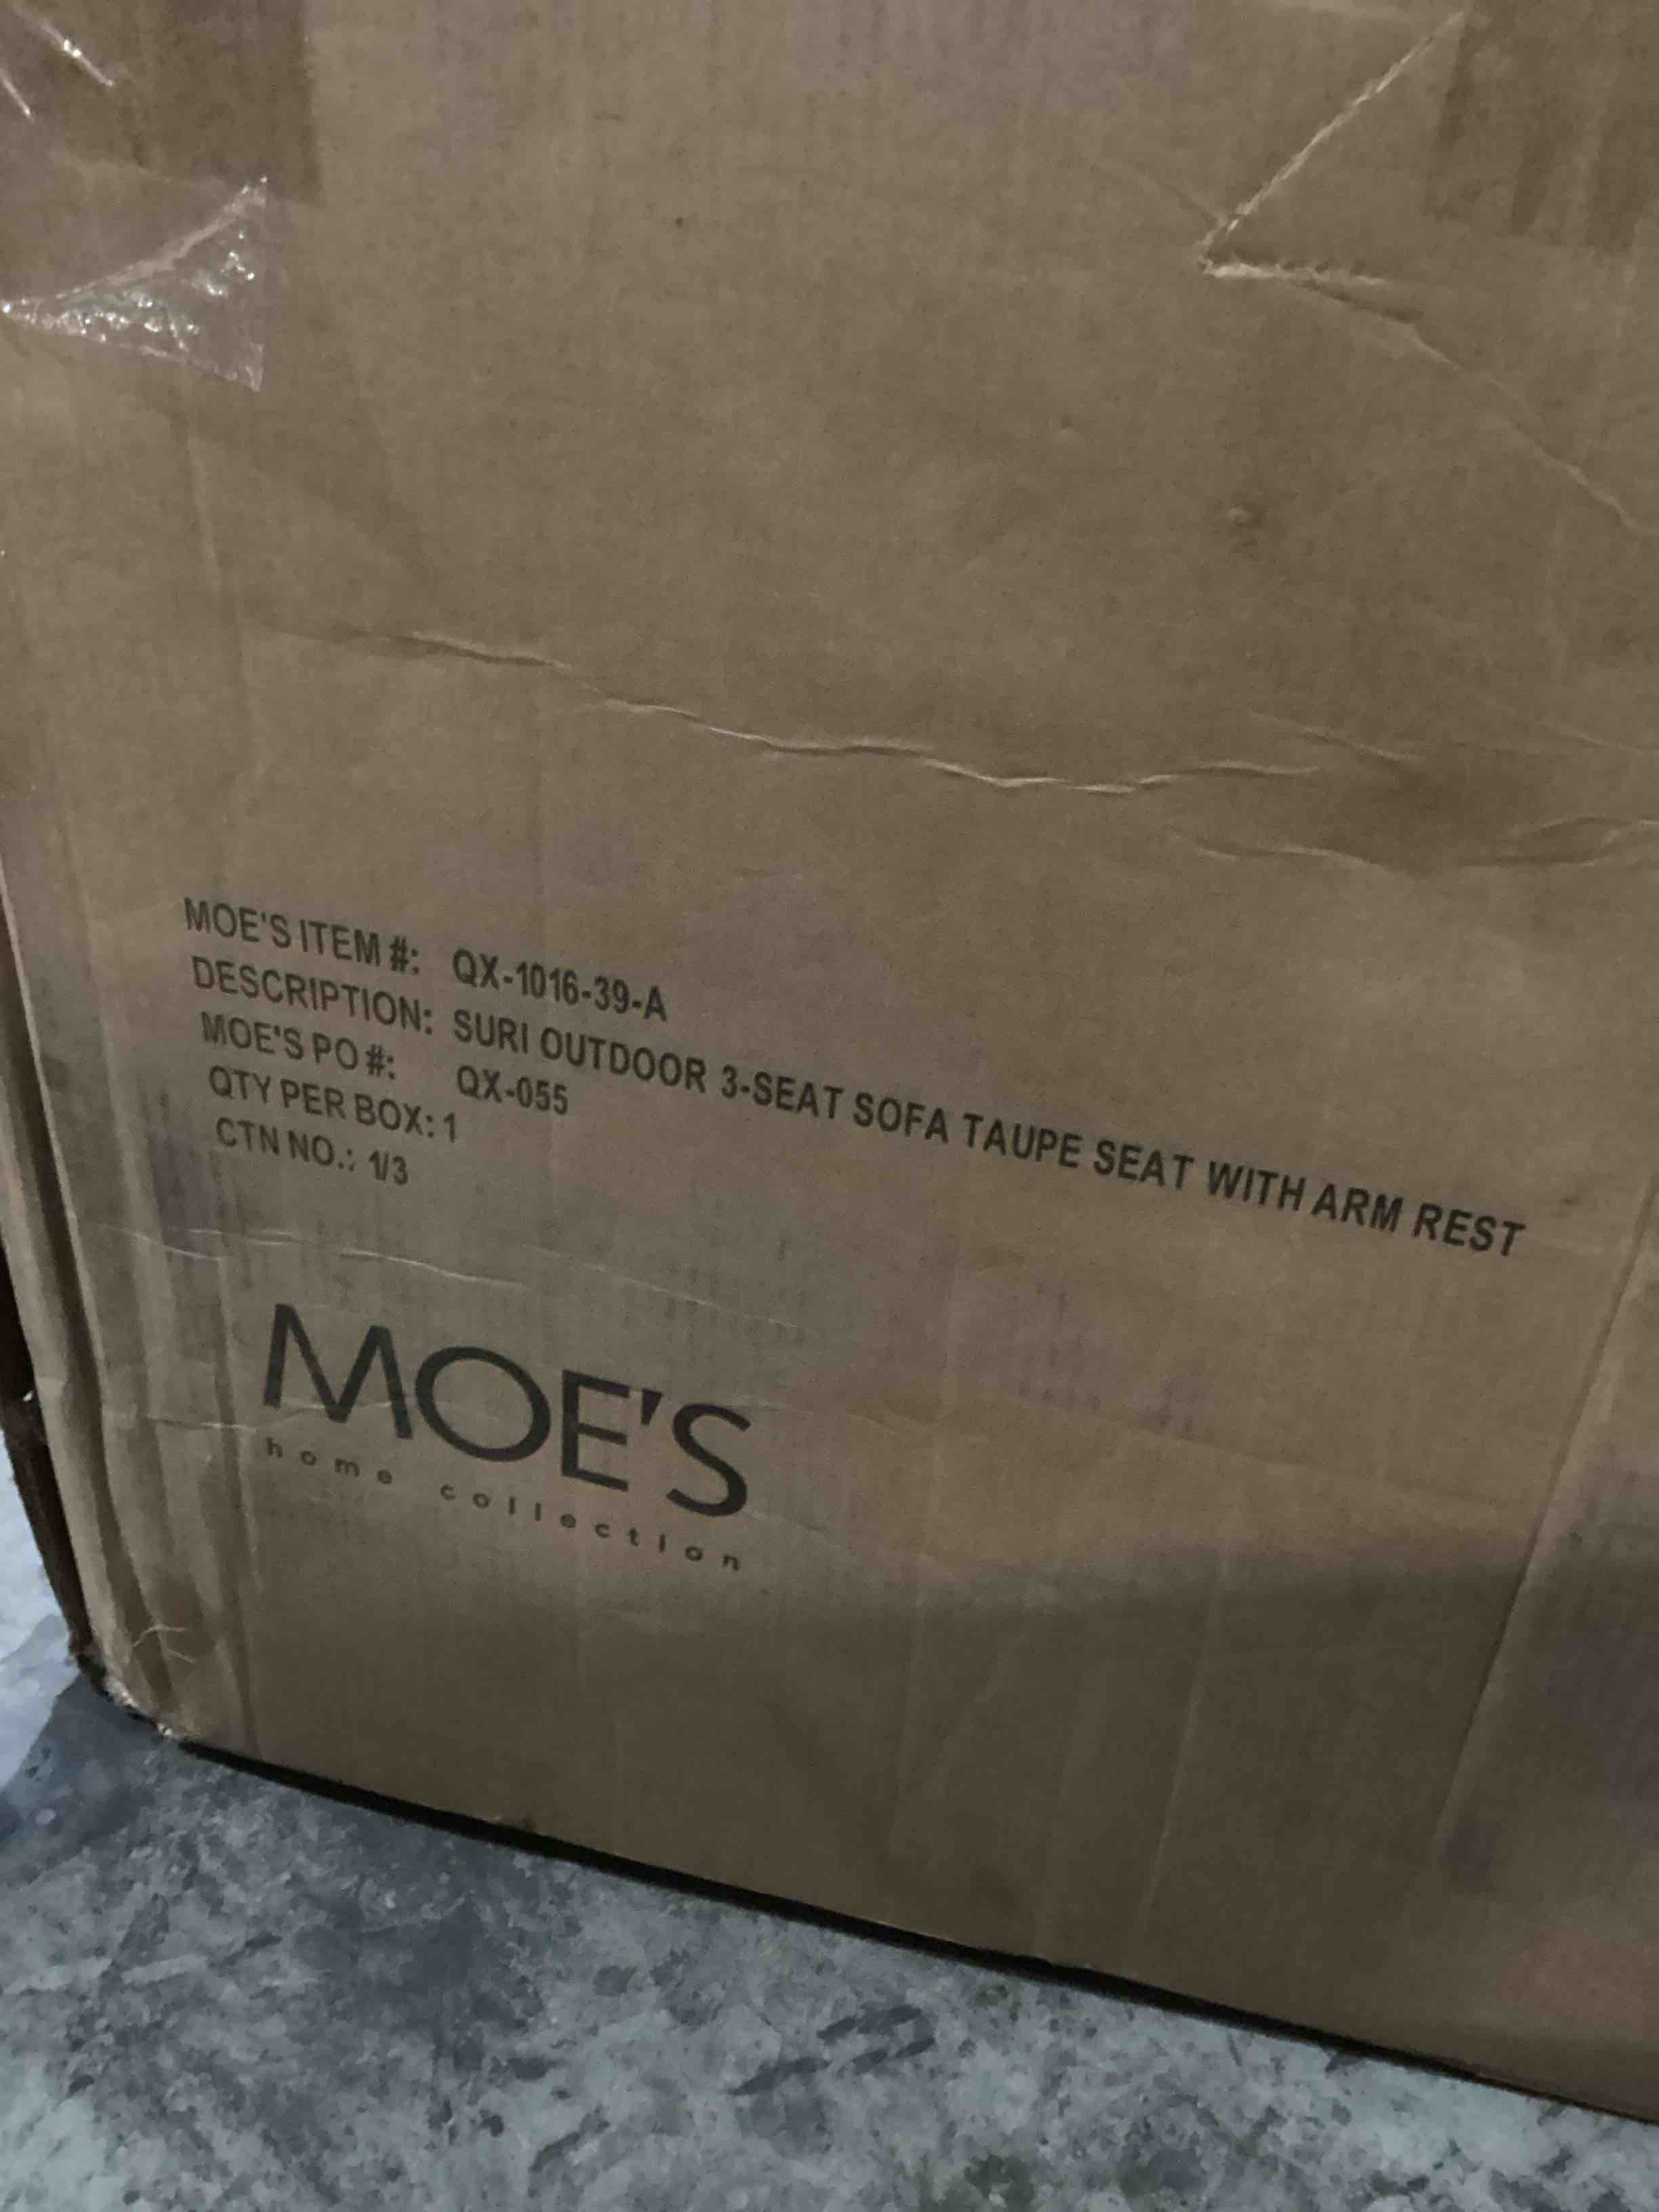 MOE'S ITEM #: QX-1016-39-A
DESCRIPTION: SURI OUTDOOR 3-SEAT SOFA TAUPE SEAT WITH ARM REST
MOE'S PO #: QX-055
QTY PER BOX: 1
CTN NO.: 1/3
MOE'S
home collection